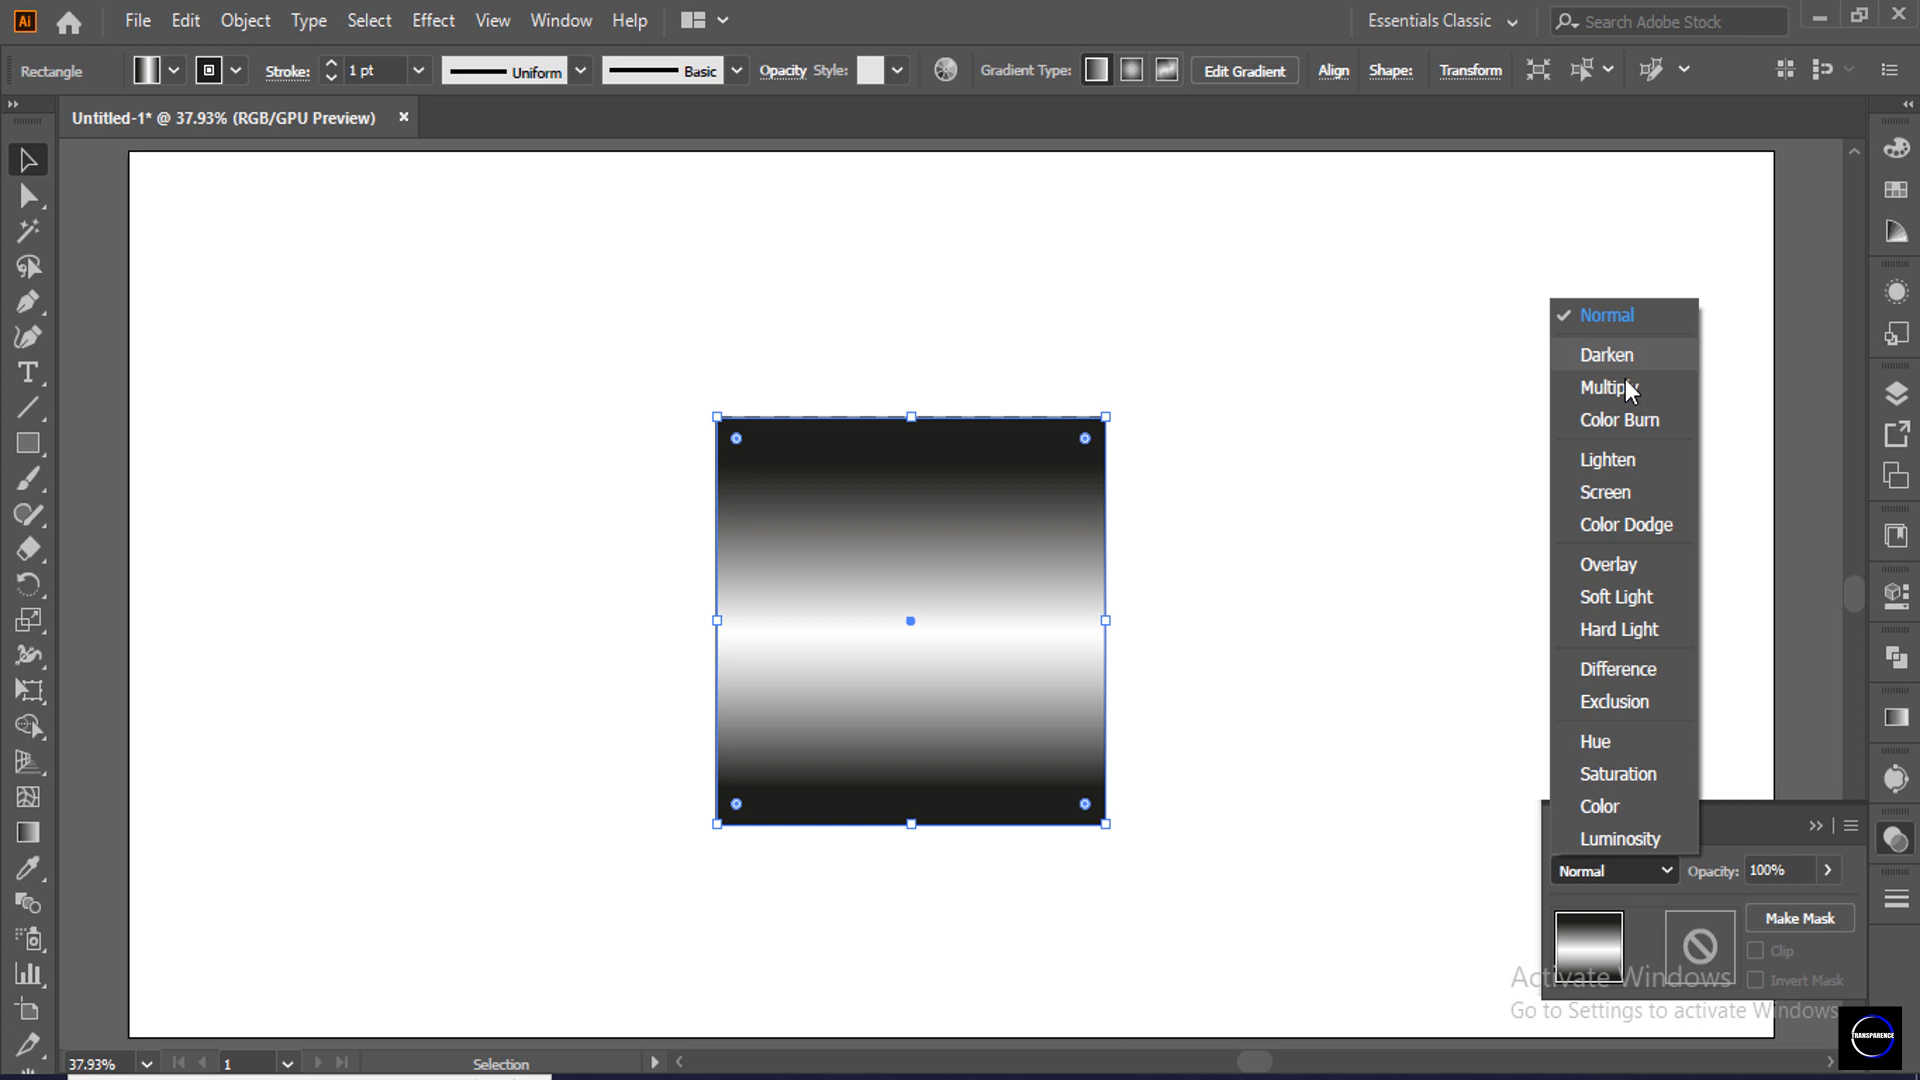 Ai File Edit Object Type Select Effect View Window Help Essentials Classic Search Adobe Stock
Rectangle Stroke: 1 pt Uniform Basic Opacity Style: Gradient Type: Edit Gradient Align Shape: Transform
Untitled-1* @ 37.93% (RGB/GPU Preview) ×
Normal
Darken
Multiply
Color Burn
Lighten
Screen
Color Dodge
Overlay
Soft Light
Hard Light
Difference
Exclusion
Hue
Saturation
Color
Luminosity
Normal Opacity: 100%
Make Mask
Clip
Invert Mask
Activate Windows
Go to Settings to activate Windows
TRANSPARENCE
37.93% 1 Selection